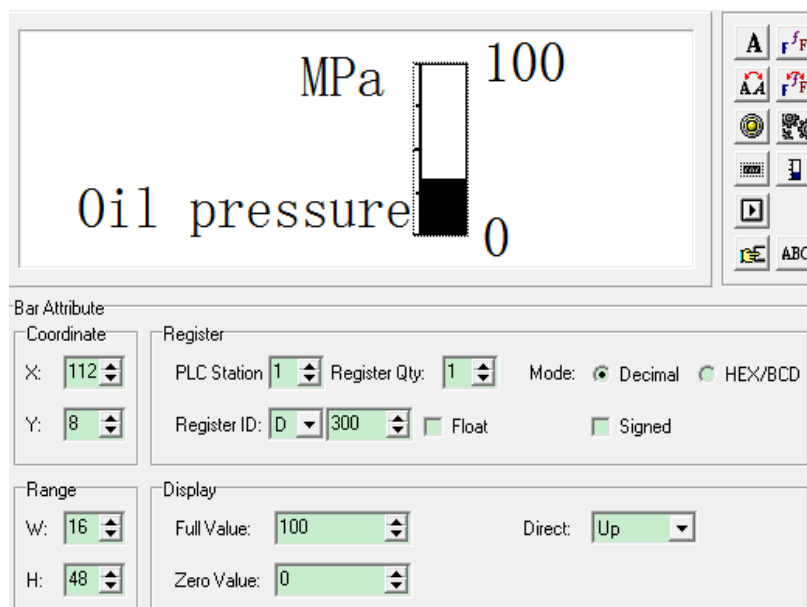 MPa 100
Oil pressure 0
A F f F
A A F f F
ABC
Bar Attribute
Coordinate Register
X: 112 PLC Station 1 Register Qty: 1 Mode: Decimal HEX/BCD
Y: 8 Register ID: D 300 Float Signed
Range Display
W: 16 Full Value: 100 Direct: Up
H: 48 Zero Value: 0